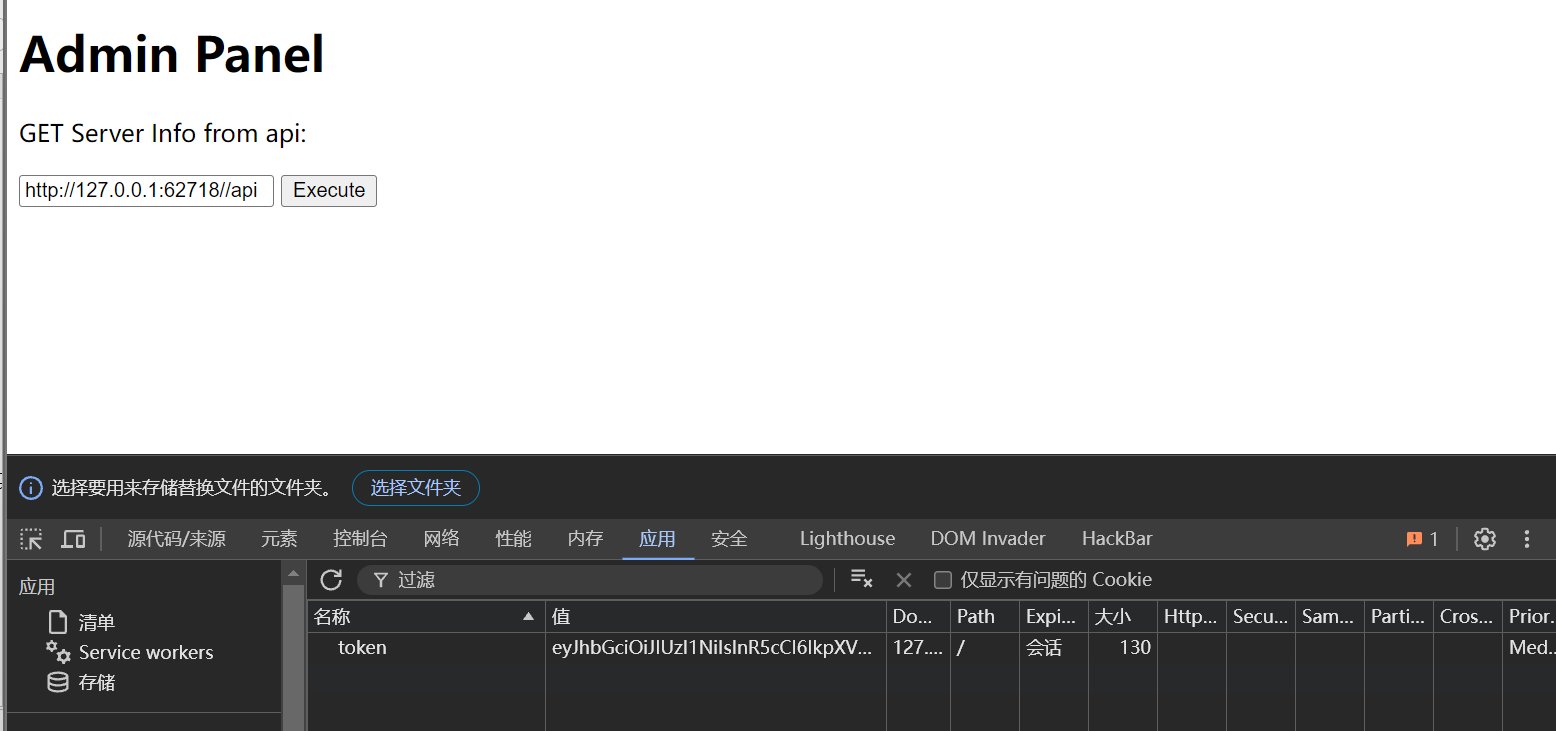 Admin Panel
GET Server Info from api:
http://127.0.0.1:62718//api Execute
选择要用来存储替换文件的文件夹。 选择文件夹
源代码/来源 元素 控制台 网络 性能 内存 应用 安全 Lighthouse DOM Invader HackBar 1
应用 过滤 仅显示有问题的 Cookie
名称 值 Do... Path Expi... 大小 Http... Secu... Sam... Parti... Cros... Prior.
清单
token eyJhbGciOiJIUzI1NiIsInR5cCI6IkpXV... 127.... / 会话 130 Med...
Service workers
存储